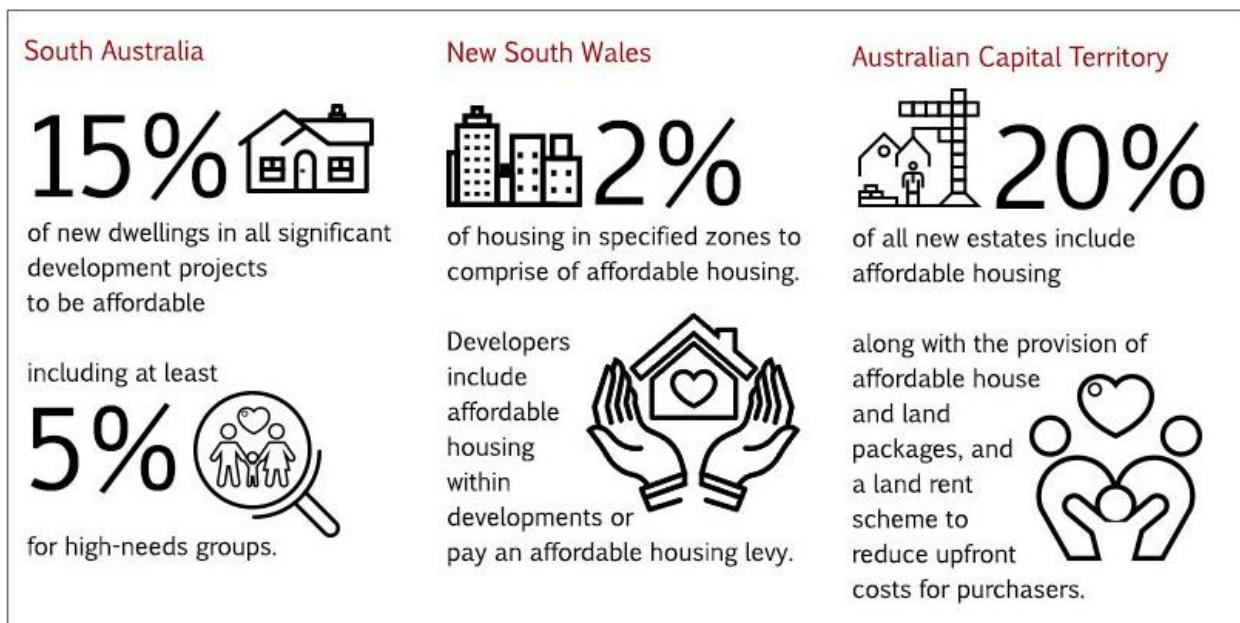 South Australia
15%
of new dwellings in all significant
development projects
to be affordable
including at least
5%
for high-needs groups.
New South Wales
2%
of housing in specified zones to
comprise of affordable housing.
Developers
include
affordable
housing
within
developments or
pay an affordable housing levy.
Australian Capital Territory
20%
of all new estates include
affordable housing
along with the provision of
affordable house
and land
packages, and
a land rent
scheme to
reduce upfront
costs for purchasers.